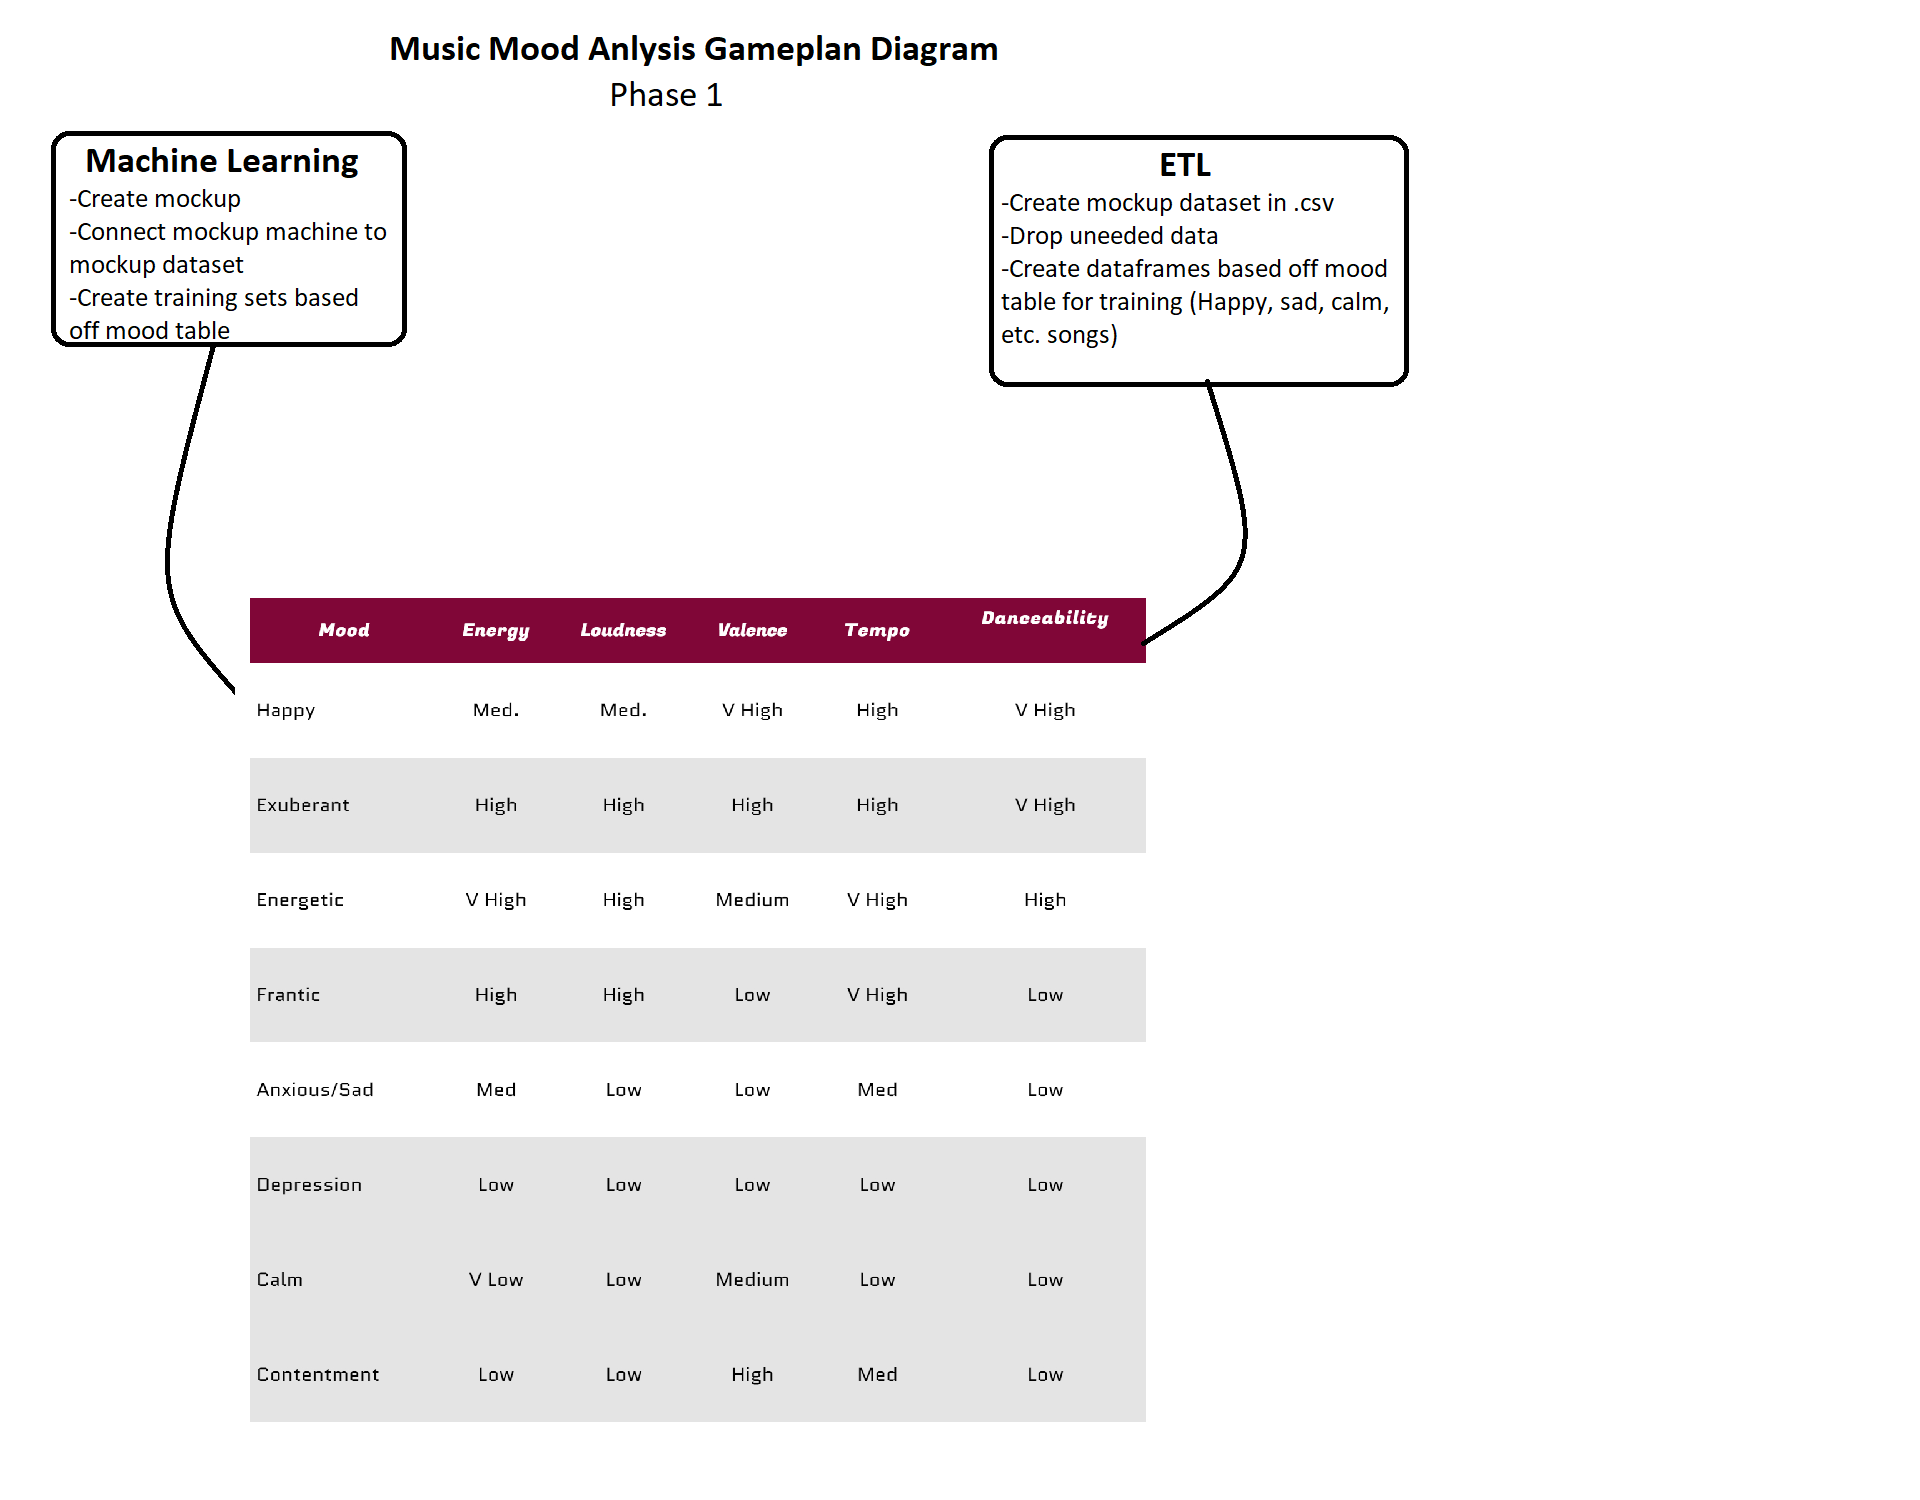 Music Mood Anlysis Gameplan Diagram
Phase 1
Machine Learning
-Create mockup
-Connect mockup machine to
mockup dataset
-Create training sets based
off mood table
ETL
-Create mockup dataset in .csv
-Drop uneeded data
-Create dataframes based off mood
table for training (Happy, sad, calm,
etc. songs)
Mood Energy Loudness Valence Tempo Danceability
Happy Med. Med. V High High V High
Exuberant High High High High V High
Energetic V High High Medium V High High
Frantic High High Low V High Low
Anxious/Sad Med Low Low Med Low
Depression Low Low Low Low Low
Calm V Low Low Medium Low Low
Contentment Low Low High Med Low